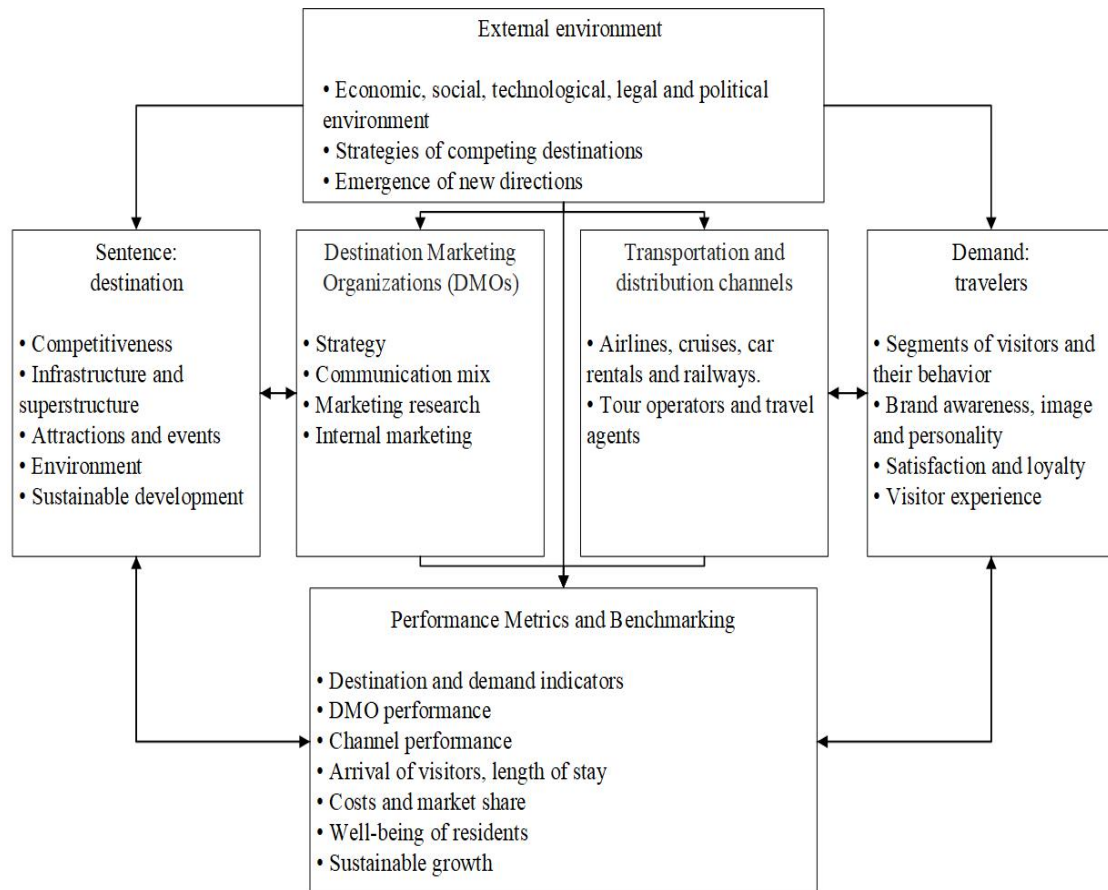 External environment
• Economic, social, technological, legal and political
environment
• Strategies of competing destinations
• Emergence of new directions
Sentence:
destination
• Competitiveness
• Infrastructure and
superstructure
• Attractions and events
• Environment
• Sustainable development
Destination Marketing
Organizations (DMOs)
• Strategy
• Communication mix
• Marketing research
• Internal marketing
Transportation and
distribution channels
• Airlines, cruises, car
rentals and railways.
• Tour operators and travel
agents
Demand:
travelers
• Segments of visitors and
their behavior
• Brand awareness, image
and personality
• Satisfaction and loyalty
• Visitor experience
Performance Metrics and Benchmarking
• Destination and demand indicators
• DMO performance
• Channel performance
• Arrival of visitors, length of stay
• Costs and market share
• Well-being of residents
• Sustainable growth